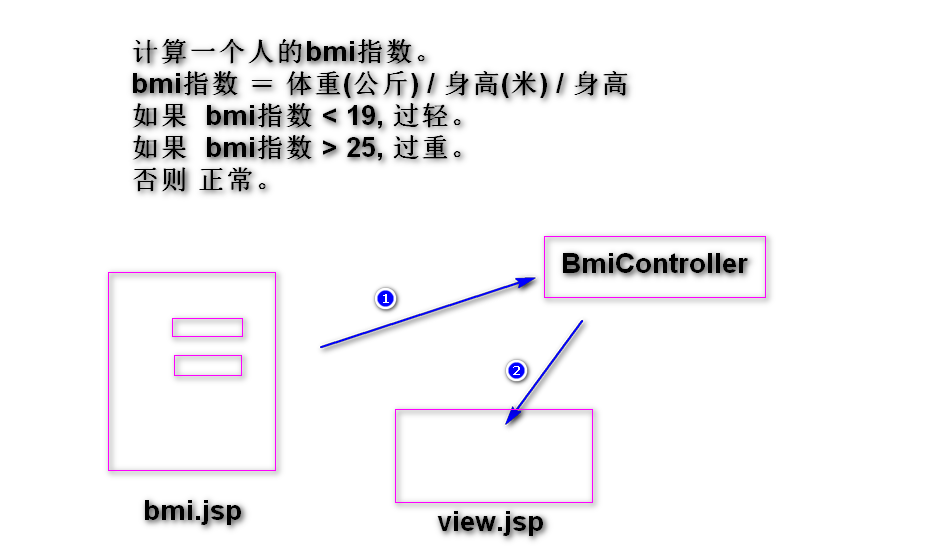 计算一个人的bmi指数。
bmi指数 ＝ 体重(公斤) / 身高(米) / 身高
如果 bmi指数 < 19, 过轻。
如果 bmi指数 > 25, 过重。
否则 正常。
BmiController
1
2
bmi.jsp
view.jsp